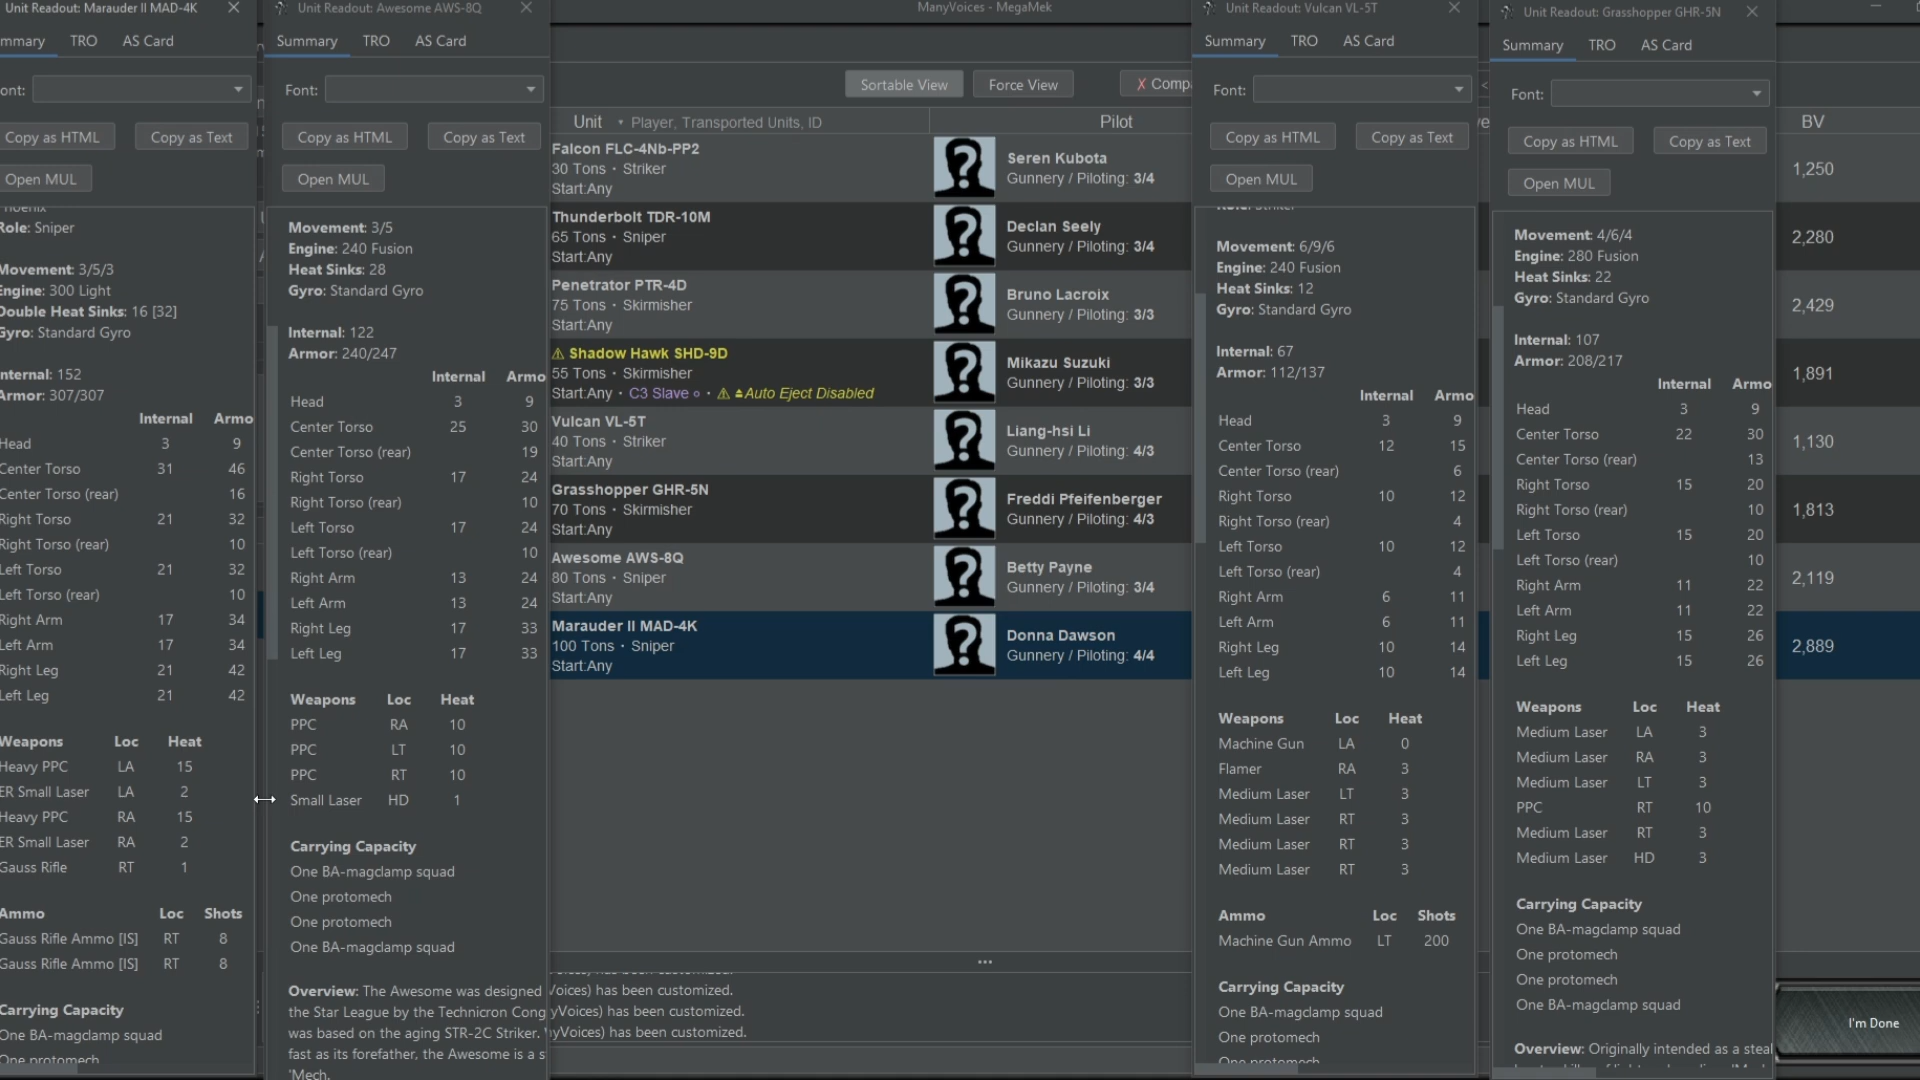 Unit Readout: Marauder II MAD-4K
mmary TRO AS Card
ont:
Copy as HTML Copy as Text
Open MUL
Role: Sniper
Movement: 3/5/3
Engine: 300 Light
Double Heat Sinks: 16 [32]
Gyro: Standard Gyro
Internal: 152
Armor: 307/307
Internal Armo
Head 3 9
Center Torso 31 46
Center Torso (rear) 16
Right Torso 21 32
Right Torso (rear) 10
Left Torso 21 32
Left Torso (rear) 10
Right Arm 17 34
Left Arm 17 34
Right Leg 21 42
Left Leg 21 42
Weapons Loc Heat
Heavy PPC LA 15
ER Small Laser LA 2
Heavy PPC RA 15
ER Small Laser RA 2
Gauss Rifle RT 1
Ammo Loc Shots
Gauss Rifle Ammo [IS] RT 8
Gauss Rifle Ammo [IS] RT 8
Carrying Capacity
One BA-magclamp squad
One protomech
Unit Readout: Awesome AWS-8Q
Summary TRO AS Card
Font:
Copy as HTML Copy as Text
Open MUL
Movement: 3/5
Engine: 240 Fusion
Heat Sinks: 28
Gyro: Standard Gyro
Internal: 122
Armor: 240/247
Internal Armo
Head 3 9
Center Torso 25 30
Center Torso (rear) 19
Right Torso 17 24
Right Torso (rear) 10
Left Torso 17 24
Left Torso (rear) 10
Right Arm 13 24
Left Arm 13 24
Right Leg 17 33
Left Leg 17 33
Weapons Loc Heat
PPC RA 10
PPC LT 10
PPC RT 10
Small Laser HD 1
Carrying Capacity
One BA-magclamp squad
One protomech
One protomech
One BA-magclamp squad
Overview: The Awesome was designed
the Star League by the Technicron Cong
was based on the aging STR-2C Striker.
fast as its forefather, the Awesome is a s
'Mech.
ManyVoices - MegaMek
Sortable View Force View ✗ Compa
Unit Player, Transported Units, ID Pilot BV
Falcon FLC-4Nb-PP2
30 Tons · Striker
Start:Any
Seren Kubota
Gunnery / Piloting: 3/4
1,250
Thunderbolt TDR-10M
65 Tons · Sniper
Start:Any
Declan Seely
Gunnery / Piloting: 3/4
2,280
Penetrator PTR-4D
75 Tons · Skirmisher
Start:Any
Bruno Lacroix
Gunnery / Piloting: 3/3
2,429
⚠ Shadow Hawk SHD-9D
55 Tons · Skirmisher
Start:Any · C3 Slave ∘ · ⚠ ⏏Auto Eject Disabled
Mikazu Suzuki
Gunnery / Piloting: 3/3
1,891
Vulcan VL-5T
40 Tons · Striker
Start:Any
Liang-hsi Li
Gunnery / Piloting: 4/3
1,130
Grasshopper GHR-5N
70 Tons · Skirmisher
Start:Any
Freddi Pfeifenberger
Gunnery / Piloting: 4/3
1,813
Awesome AWS-8Q
80 Tons · Sniper
Start:Any
Betty Payne
Gunnery / Piloting: 3/4
2,119
Marauder II MAD-4K
100 Tons · Sniper
Start:Any
Donna Dawson
Gunnery / Piloting: 4/4
2,889
Voices) has been customized.
yVoices) has been customized.
yVoices) has been customized.
Unit Readout: Vulcan VL-5T
Summary TRO AS Card
Font:
Copy as HTML Copy as Text
Open MUL
Movement: 6/9/6
Engine: 240 Fusion
Heat Sinks: 12
Gyro: Standard Gyro
Internal: 67
Armor: 112/137
Internal Armo
Head 3 9
Center Torso 12 15
Center Torso (rear) 6
Right Torso 10 12
Right Torso (rear) 4
Left Torso 10 12
Left Torso (rear) 4
Right Arm 6 11
Left Arm 6 11
Right Leg 10 14
Left Leg 10 14
Weapons Loc Heat
Machine Gun LA 0
Flamer RA 3
Medium Laser LT 3
Medium Laser RT 3
Medium Laser RT 3
Medium Laser RT 3
Ammo Loc Shots
Machine Gun Ammo LT 200
Carrying Capacity
One BA-magclamp squad
One protomech
One protomech
Unit Readout: Grasshopper GHR-5N
Summary TRO AS Card
Font:
Copy as HTML Copy as Text
Open MUL
Movement: 4/6/4
Engine: 280 Fusion
Heat Sinks: 22
Gyro: Standard Gyro
Internal: 107
Armor: 208/217
Internal Armo
Head 3 9
Center Torso 22 30
Center Torso (rear) 13
Right Torso 15 20
Right Torso (rear) 10
Left Torso 15 20
Left Torso (rear) 10
Right Arm 11 22
Left Arm 11 22
Right Leg 15 26
Left Leg 15 26
Weapons Loc Heat
Medium Laser LA 3
Medium Laser RA 3
Medium Laser LT 3
PPC RT 10
Medium Laser RT 3
Medium Laser HD 3
Carrying Capacity
One BA-magclamp squad
One protomech
One protomech
One BA-magclamp squad
Overview: Originally intended as a steal
I'm Done